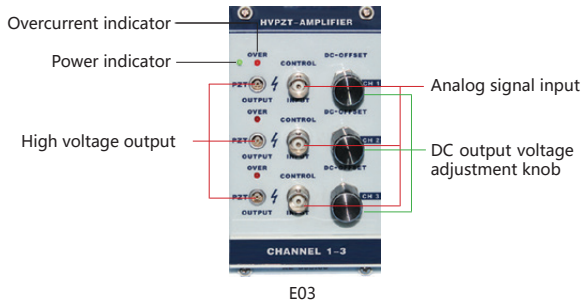 Overcurrent indicator
Power indicator
High voltage output
HVPZT-AMPLIFIER
OVER
CONTROL
DC-OFFSET
PZT
CH 1
OUTPUT
INPUT
OVER
CONTROL
DC-OFFSET
PZT
CH 2
OUTPUT
INPUT
OVER
CONTROL
DC-OFFSET
PZT
CH 3
OUTPUT
INPUT
CHANNEL 1-3
Analog signal input
DC output voltage
adjustment knob
E03